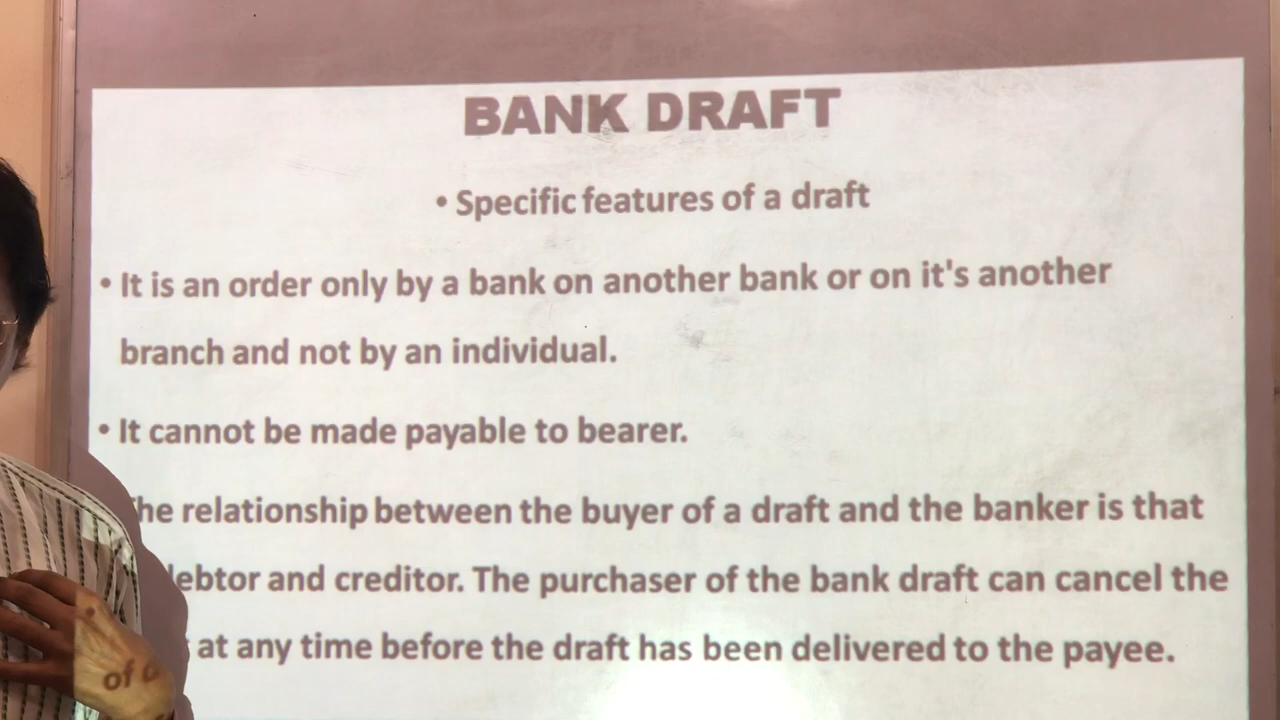 BANK DRAFT
• Specific features of a draft
• It is an order only by a bank on another bank or on it's another
branch and not by an individual.
• It cannot be made payable to bearer.
he relationship between the buyer of a draft and the banker is that
of debtor and creditor. The purchaser of the bank draft can cancel the
at any time before the draft has been delivered to the payee.